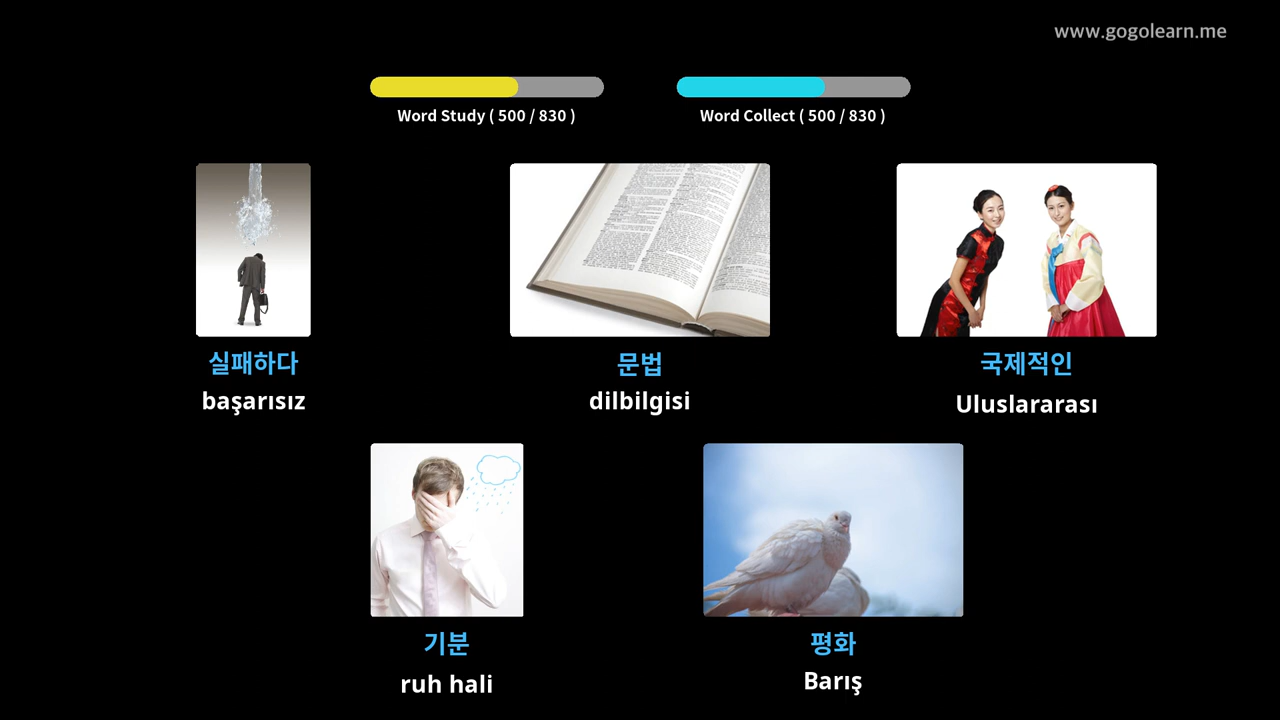 www.gogolearn.me
Word Study ( 500 / 830 )
Word Collect ( 500 / 830 )
실패하다
başarısız
문법
dilbilgisi
국제적인
Uluslararası
기분
ruh hali
평화
Barış